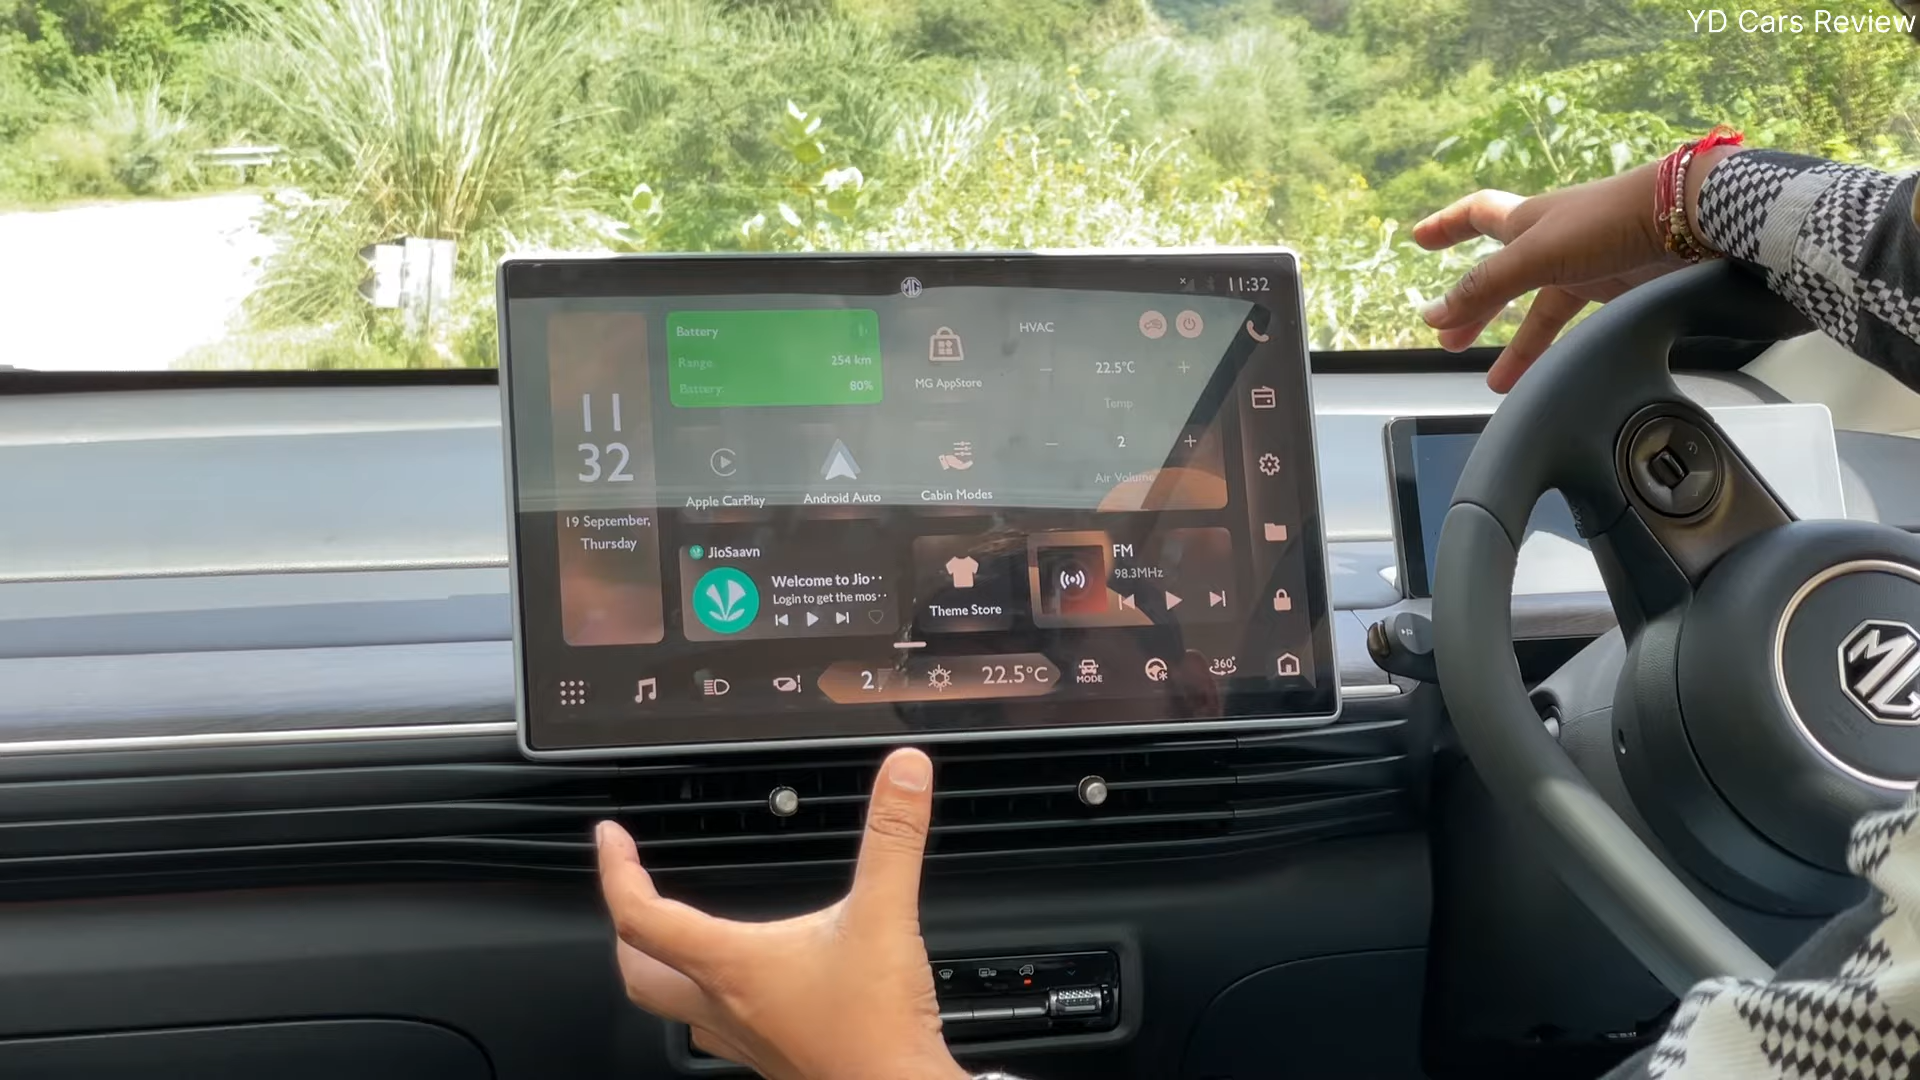 YD Cars Review
MG
11:32
Battery
Range 254 km
Battery: 80%
MG AppStore
HVAC
22.5°C
Temp
2
Air Volume
11
32
19 September,
Thursday
Apple CarPlay
Android Auto
Cabin Modes
JioSaavn
Welcome to Jio··
Login to get the mos··
Theme Store
FM
98.3MHz
2
22.5°C
MODE
360°
MG